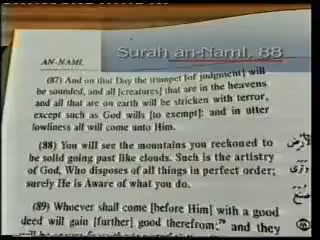 Surah an-Naml, 88
AN-NAML
(87) And on that Day the trumpet [of judgment] will
be sounded, and all [creatures] that are in the heavens
and all that are on earth will be stricken with terror,
except such as God wills [to exempt]: and in utter
lowliness all will come unto Him.
(88) You will see the mountains you reckoned to
be solid going past like clouds. Such is the artistry
of God, Who disposes of all things in perfect order;
surely He is Aware of what you do.
(89) Whoever shall come [before Him] with a good
deed will gain [further] good therefrom; and they